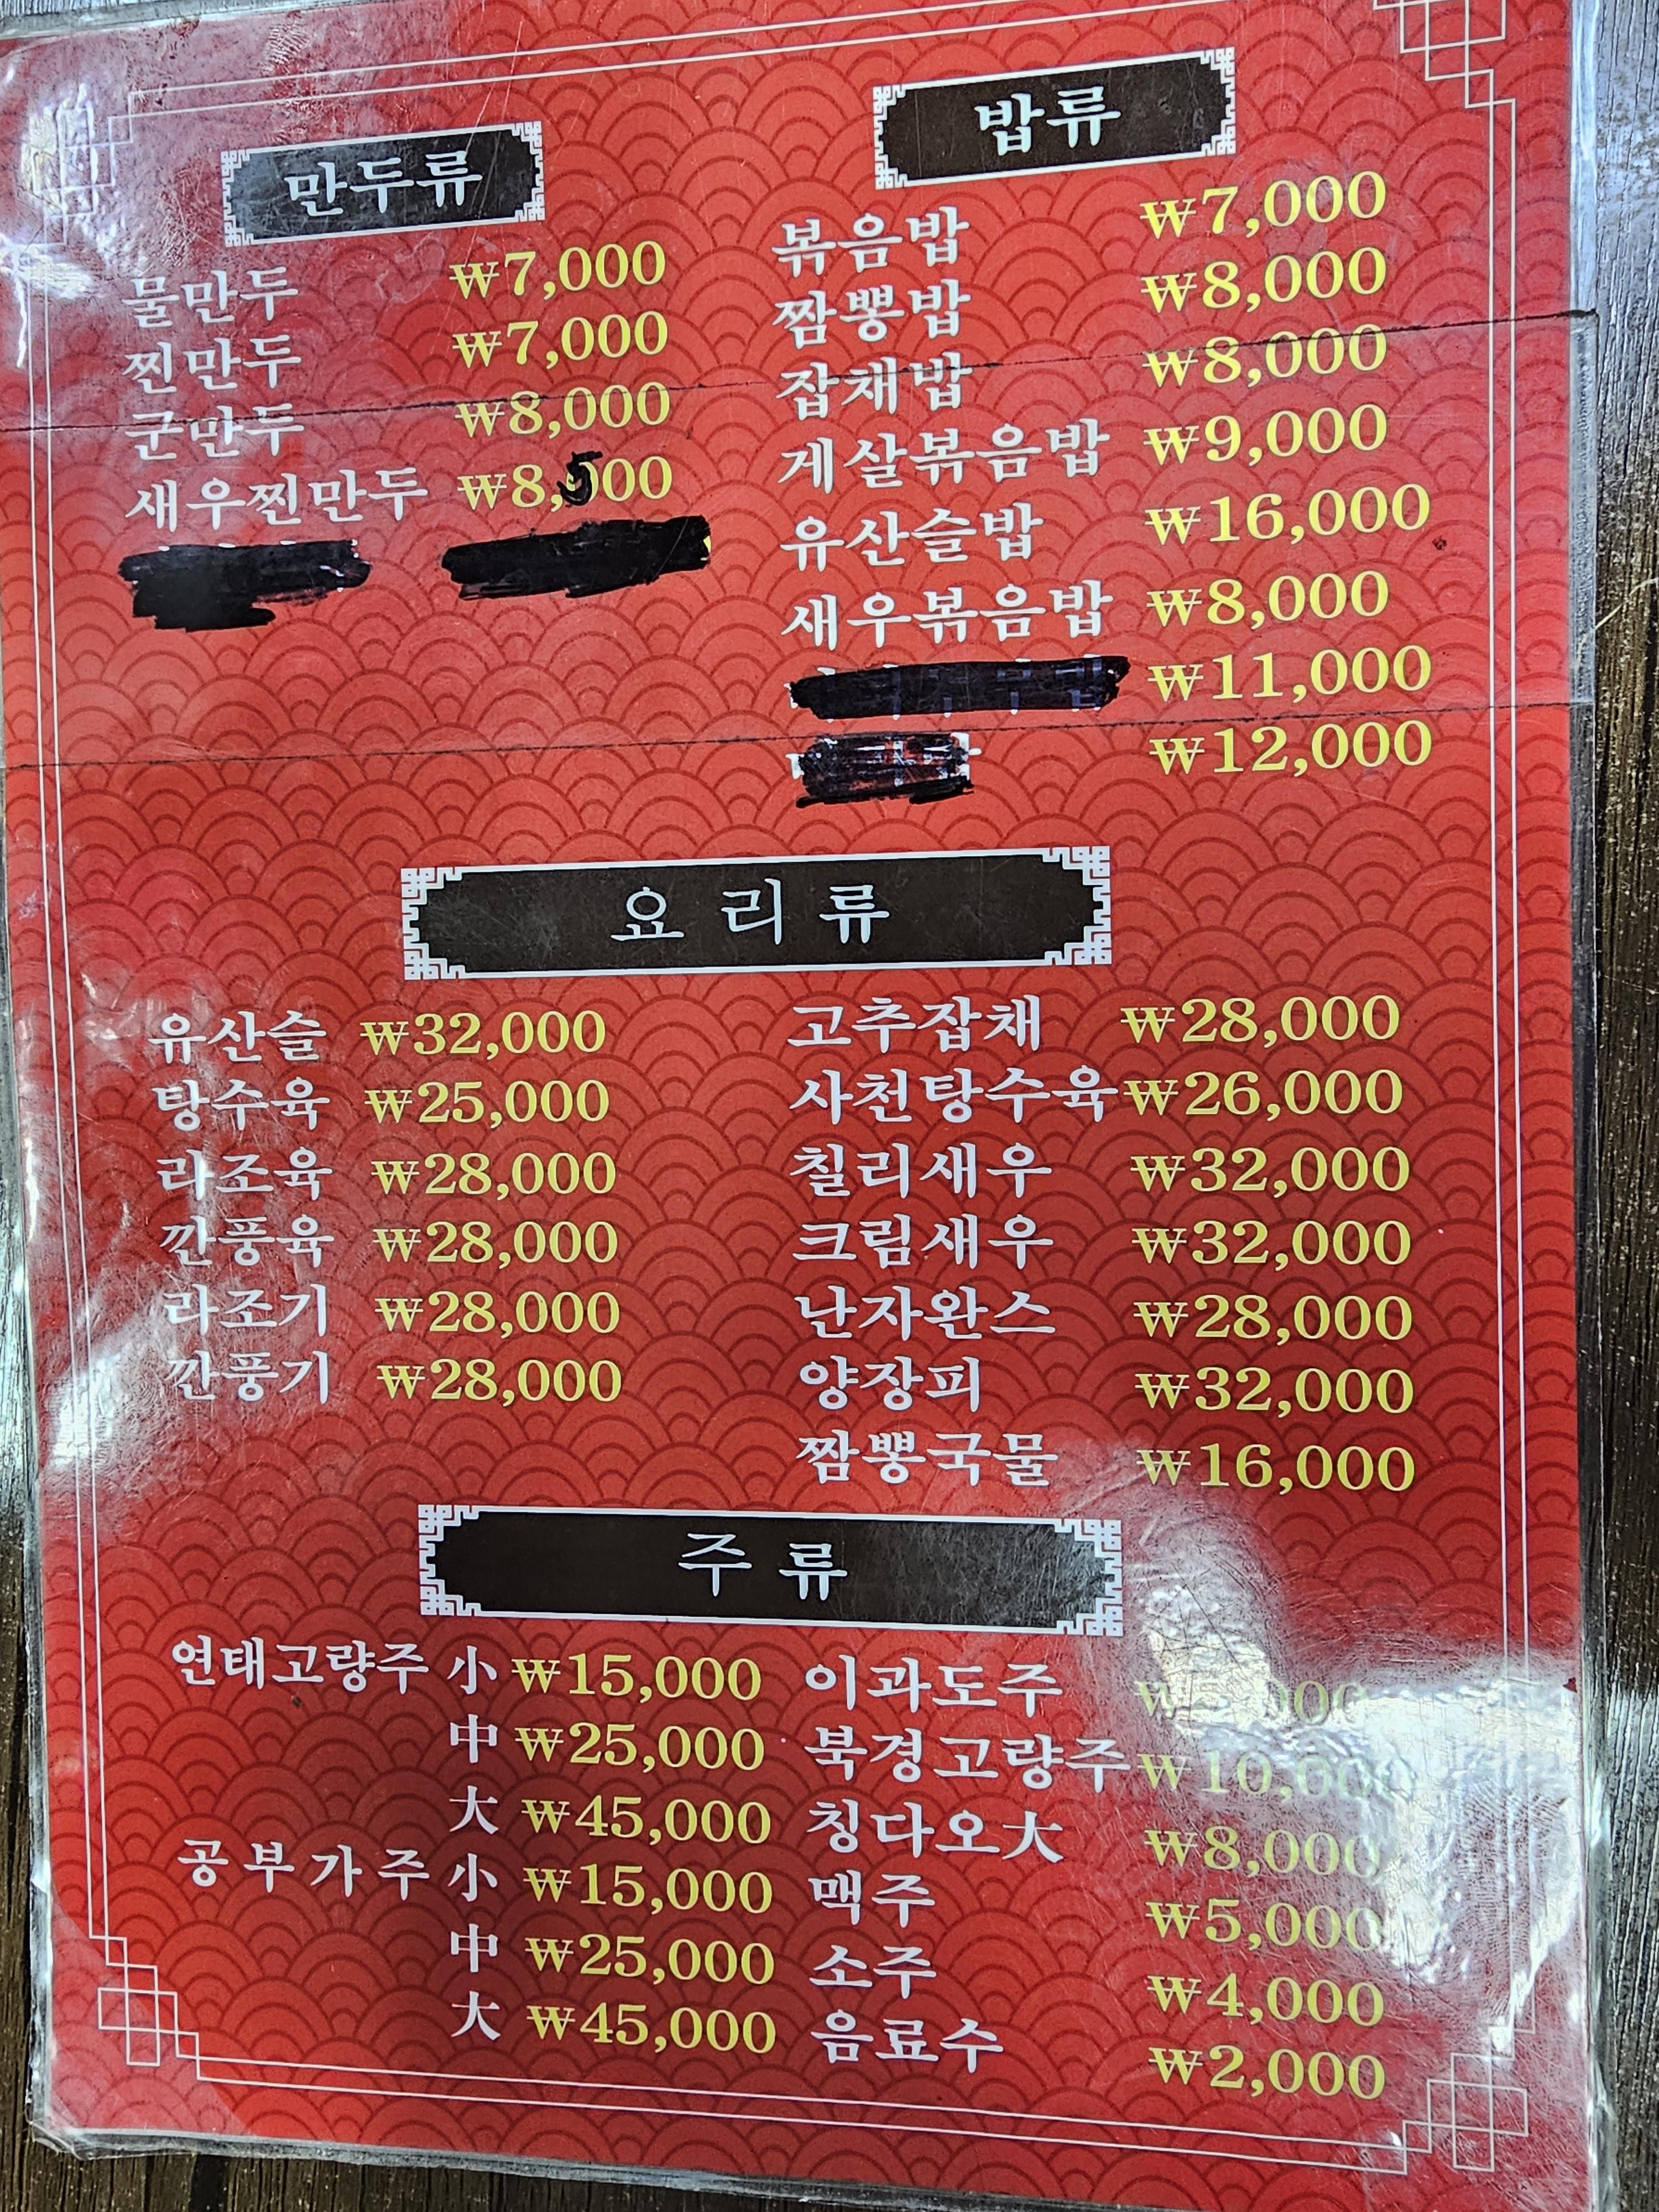 만두류
물만두 ₩7,000
찐만두 ₩7,000
군만두 ₩8,000
새우찐만두 ₩8,500
밥류
볶음밥 ₩7,000
짬뽕밥 ₩8,000
잡채밥 ₩8,000
게살볶음밥 ₩9,000
유산슬밥 ₩16,000
새우볶음밥 ₩8,000
₩11,000
₩12,000
요리류
유산슬 ₩32,000
탕수육 ₩25,000
라조육 ₩28,000
깐풍육 ₩28,000
라조기 ₩28,000
깐풍기 ₩28,000
고추잡채 ₩28,000
사천탕수육 ₩26,000
칠리새우 ₩32,000
크림새우 ₩32,000
난자완스 ₩28,000
양장피 ₩32,000
짬뽕국물 ₩16,000
주류
연태고량주 小 ₩15,000
中 ₩25,000
大 ₩45,000
공부가주 小 ₩15,000
中 ₩25,000
大 ₩45,000
이과도주
북경고량주 ₩10,000
칭다오大 ₩8,000
맥주 ₩5,000
소주 ₩4,000
음료수 ₩2,000